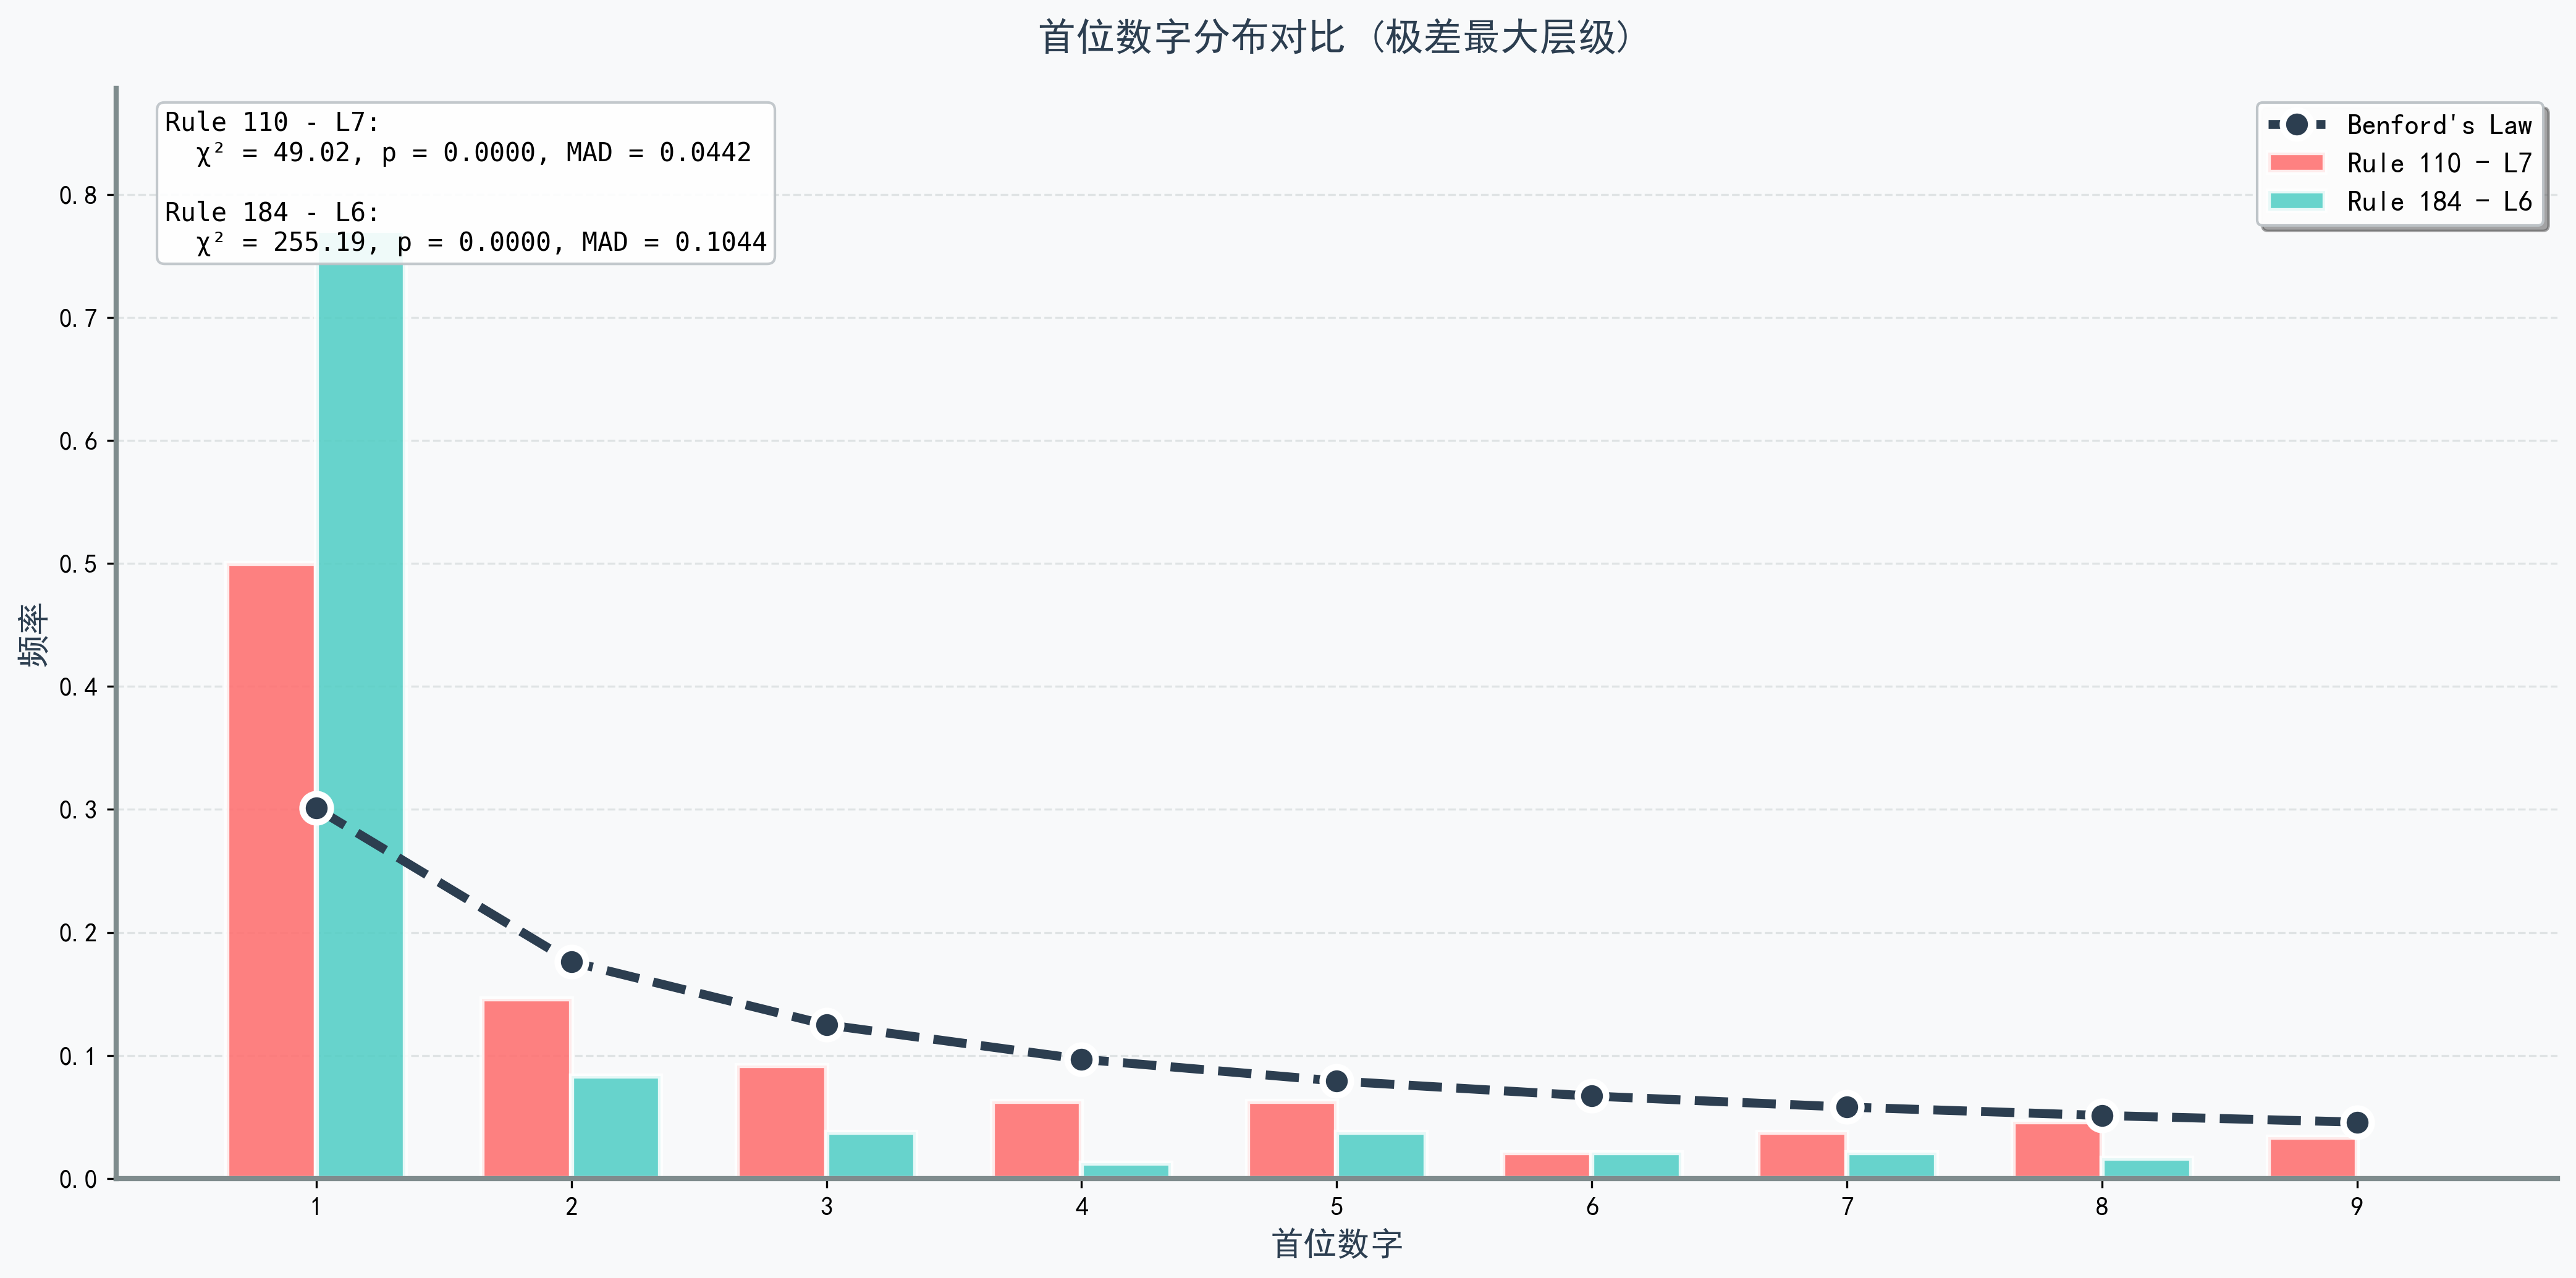 首位数字分布对比 (极差最大层级)
Rule 110 - L7:
χ² = 49.02, p = 0.0000, MAD = 0.0442
Rule 184 - L6:
χ² = 255.19, p = 0.0000, MAD = 0.1044
Benford's Law
Rule 110 - L7
Rule 184 - L6
频率
0.8
0.7
0.6
0.5
0.4
0.3
0.2
0.1
0.0
1 2 3 4 5 6 7 8 9
首位数字